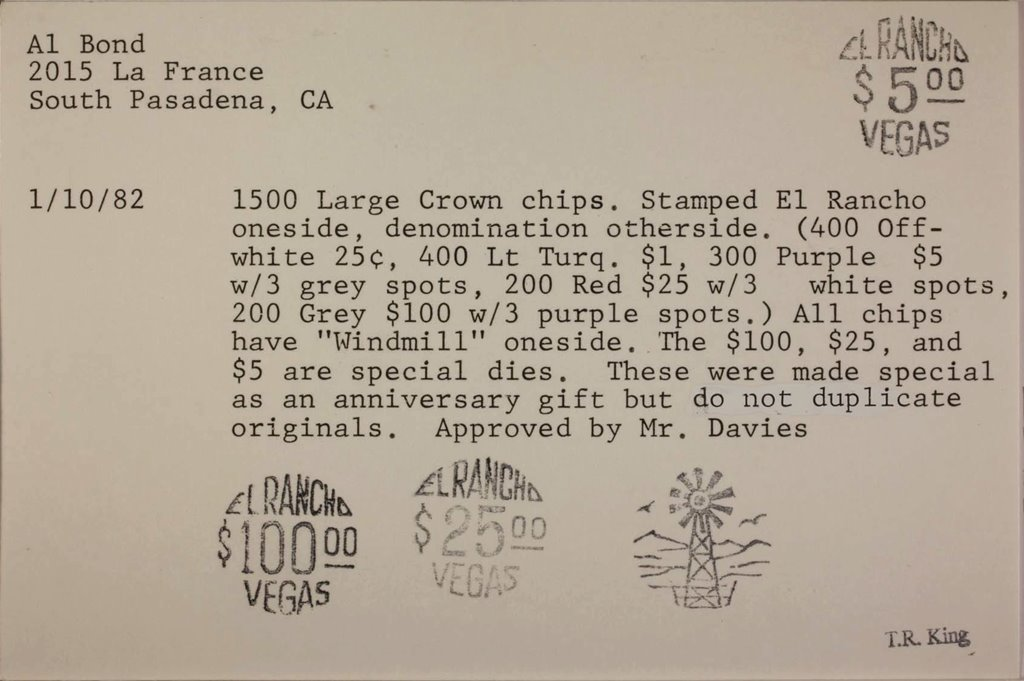 Al Bond
2015 La France
South Pasadena, CA
EL RANCHO
$5.00
VEGAS
1/10/82
1500 Large Crown chips. Stamped El Rancho
oneside, denomination otherside. (400 Off-
white 25¢, 400 Lt Turq. $1, 300 Purple $5
w/3 grey spots, 200 Red $25 w/3 white spots,
200 Grey $100 w/3 purple spots.) All chips
have "Windmill" oneside. The $100, $25, and
$5 are special dies. These were made special
as an anniversary gift but do not duplicate
originals. Approved by Mr. Davies
EL RANCHO
$100.00
VEGAS
EL RANCHO
$25.00
VEGAS
T.R. King